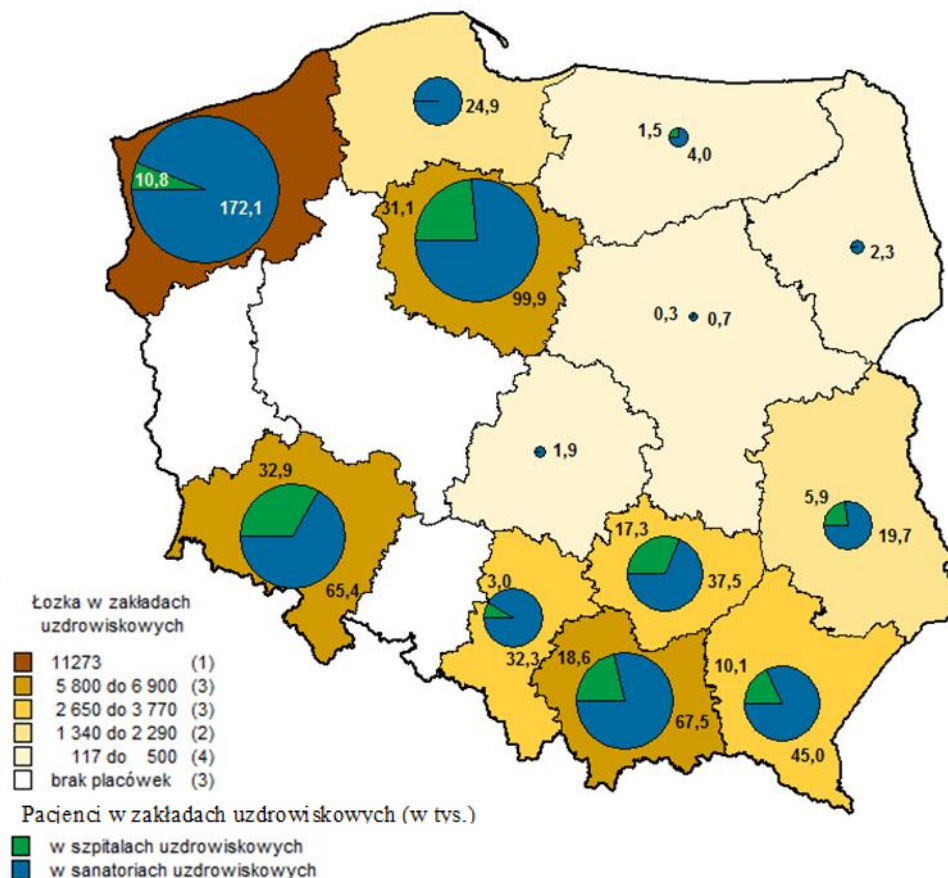 24,9
1,5
4,0
10,8
172,1
31,1
99,9
2,3
0,3 0,7
1,9
32,9
65,4
5,9
19,7
17,3
37,5
3,0
32,3
18,6
67,5
10,1
45,0
Łozka w zakładach
uzdrowiskowych
11273 (1)
5 800 do 6 900 (3)
2 650 do 3 770 (3)
1 340 do 2 290 (2)
117 do 500 (4)
brak placówek (3)
Pacjenci w zakładach uzdrowiskowych (w tys.)
w szpitalach uzdrowiskowych
w sanatoriach uzdrowiskowych